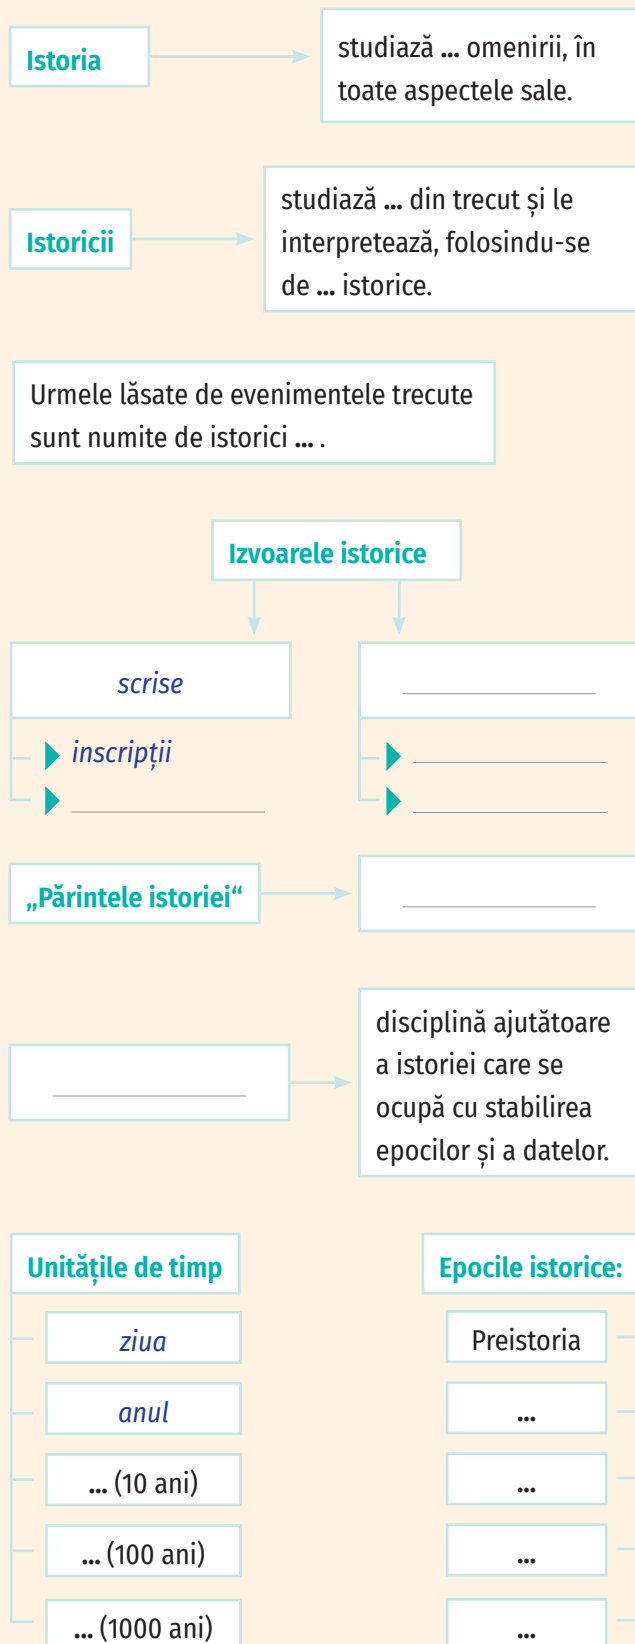 Istoria
studiază ... omenirii, în
toate aspectele sale.
Istoricii
studiază ... din trecut și le
interpretează, folosindu-se
de ... istorice.
Urmele lăsate de evenimentele trecute
sunt numite de istorici ... .
Izvoarele istorice
scrise
inscripții
„Părintele istoriei“
disciplină ajutătoare
a istoriei care se
ocupă cu stabilirea
epocilor și a datelor.
Unitățile de timp
ziua
anul
... (10 ani)
... (100 ani)
... (1000 ani)
Epocile istorice:
Preistoria
...
...
...
...